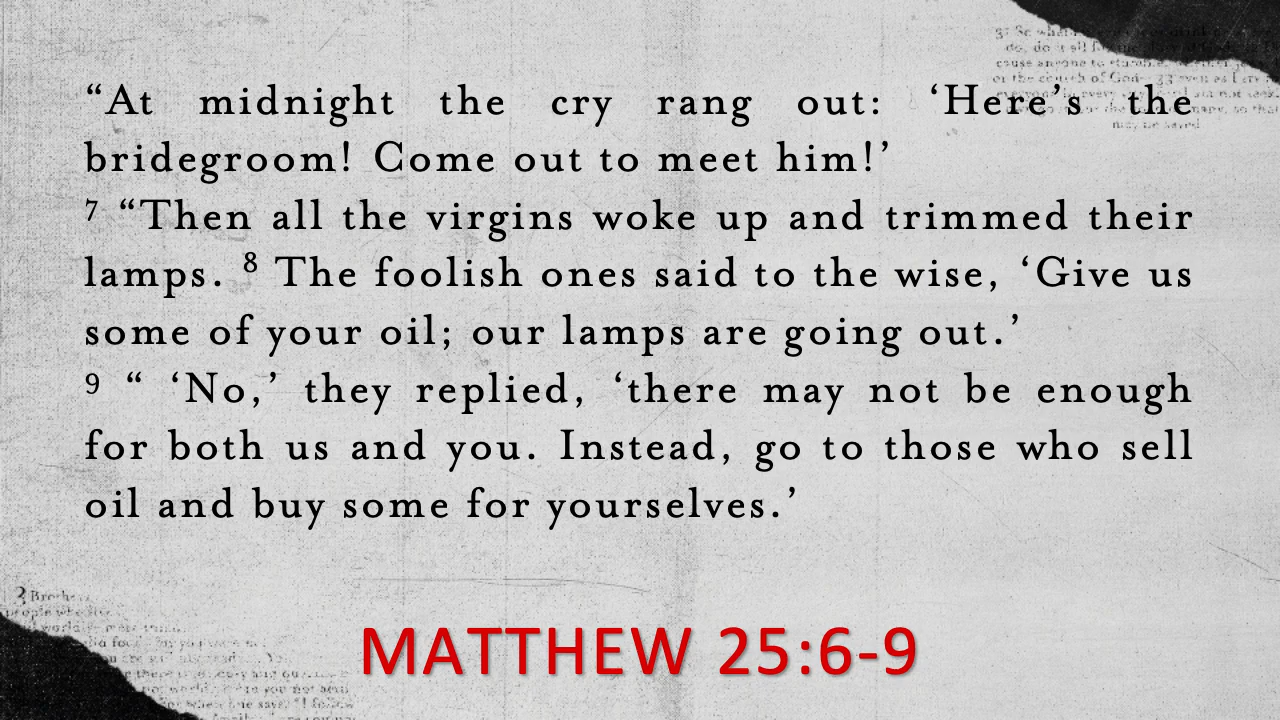 “At midnight the cry rang out: ‘Here’s the
bridegroom! Come out to meet him!’
⁷ “Then all the virgins woke up and trimmed their
lamps. ⁸ The foolish ones said to the wise, ‘Give us
some of your oil; our lamps are going out.’
⁹ “ ‘No,’ they replied, ‘there may not be enough
for both us and you. Instead, go to those who sell
oil and buy some for yourselves.’
MATTHEW 25:6-9